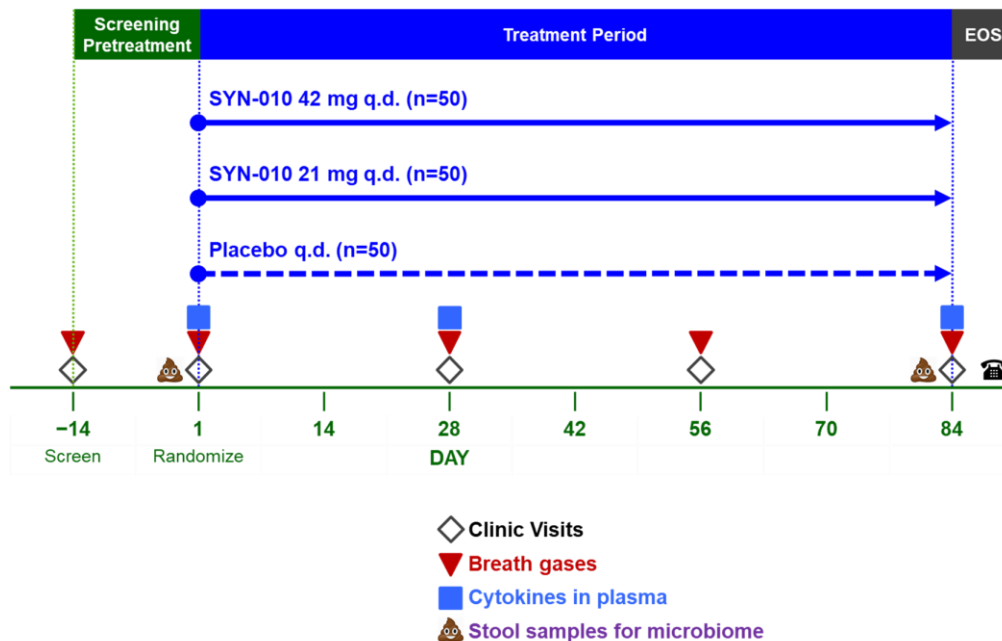 Screening
Pretreatment
Treatment Period
EOS
SYN-010 42 mg q.d. (n=50)
SYN-010 21 mg q.d. (n=50)
Placebo q.d. (n=50)
−14 1 14 28 42 56 70 84
Screen Randomize DAY
Clinic Visits
Breath gases
Cytokines in plasma
Stool samples for microbiome